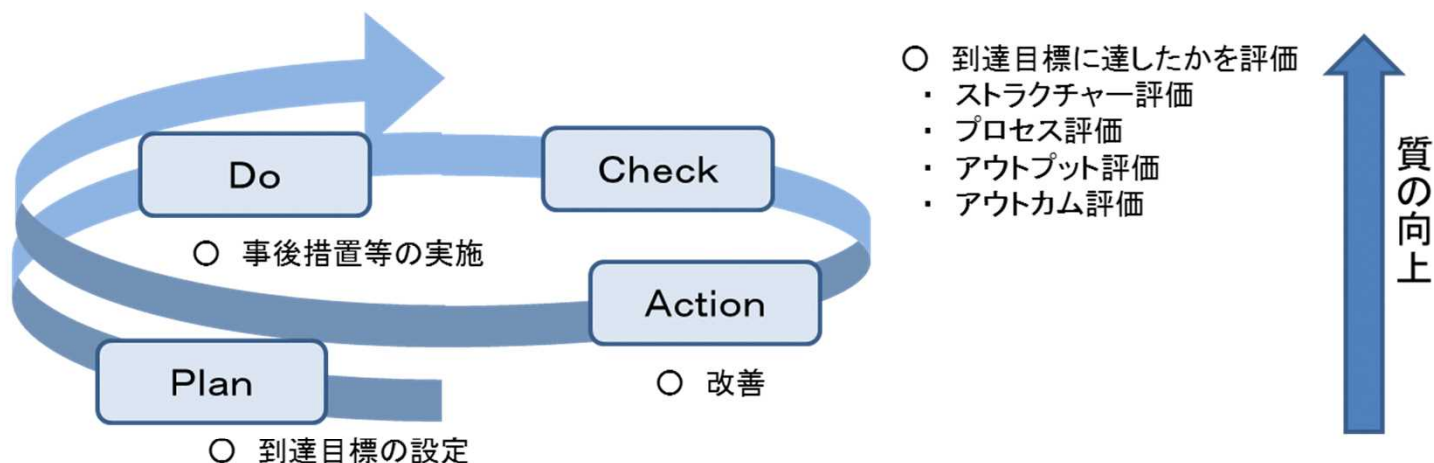 Do
○ 事後措置等の実施
Check
○ 到達目標に達したかを評価
・ ストラクチャー評価
・ プロセス評価
・ アウトプット評価
・ アウトカム評価
Action
○ 改善
Plan
○ 到達目標の設定
質の向上